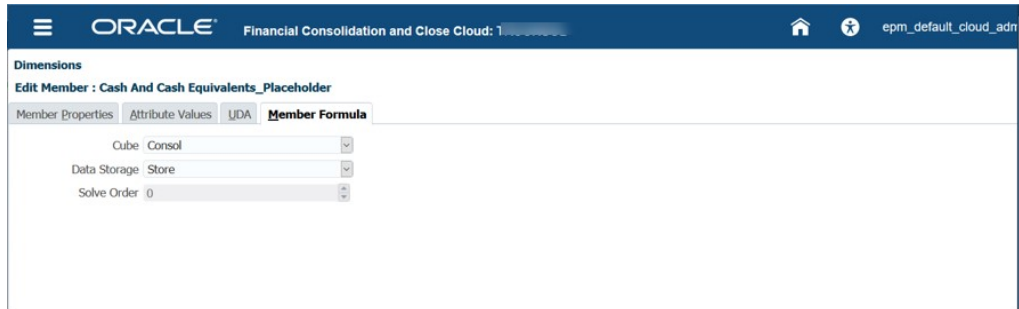 ORACLE® Financial Consolidation and Close Cloud: epm_default_cloud_adm
Dimensions
Edit Member : Cash And Cash Equivalents_Placeholder
Member Properties Attribute Values UDA Member Formula
Cube Consol
Data Storage Store
Solve Order 0